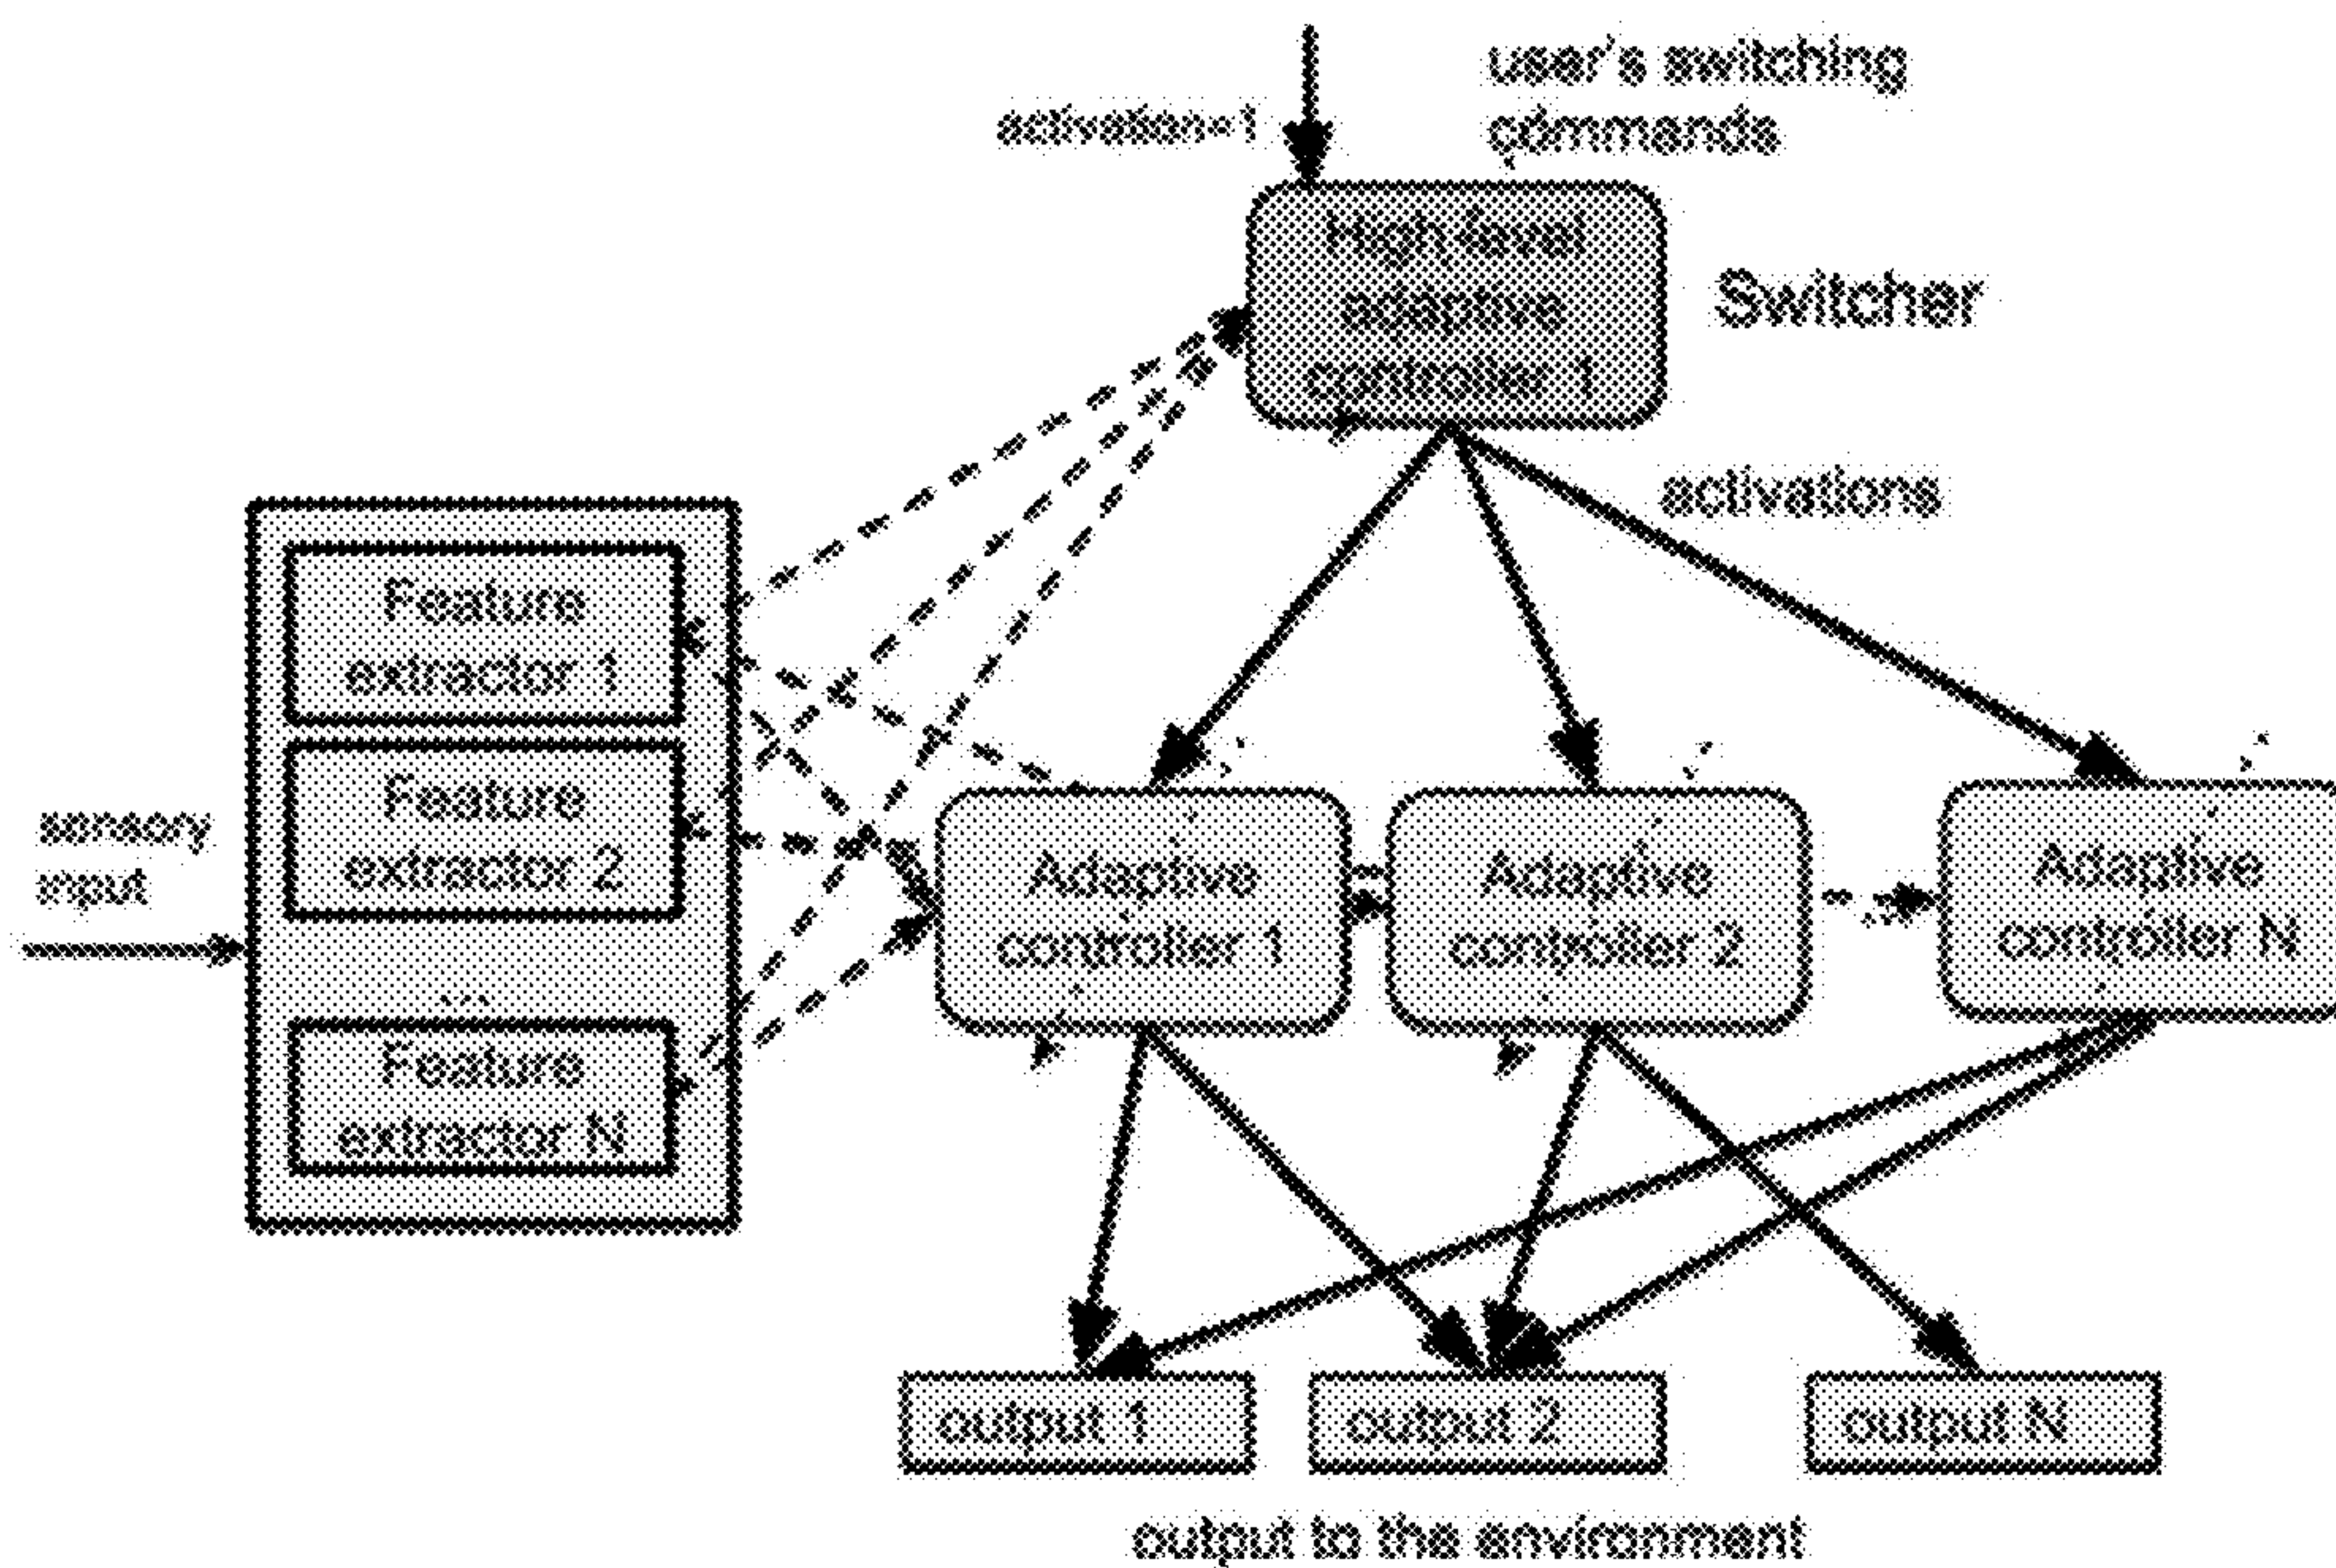 activation=1
user's switching
commands
High-level
adaptive
controller 1
Switcher
activations
Feature
extractor 1
Feature
extractor 2
...
Feature
extractor N
sensory
input
Adaptive
controller 1
Adaptive
controller 2
Adaptive
controller N
output 1
output 2
output N
output to the environment